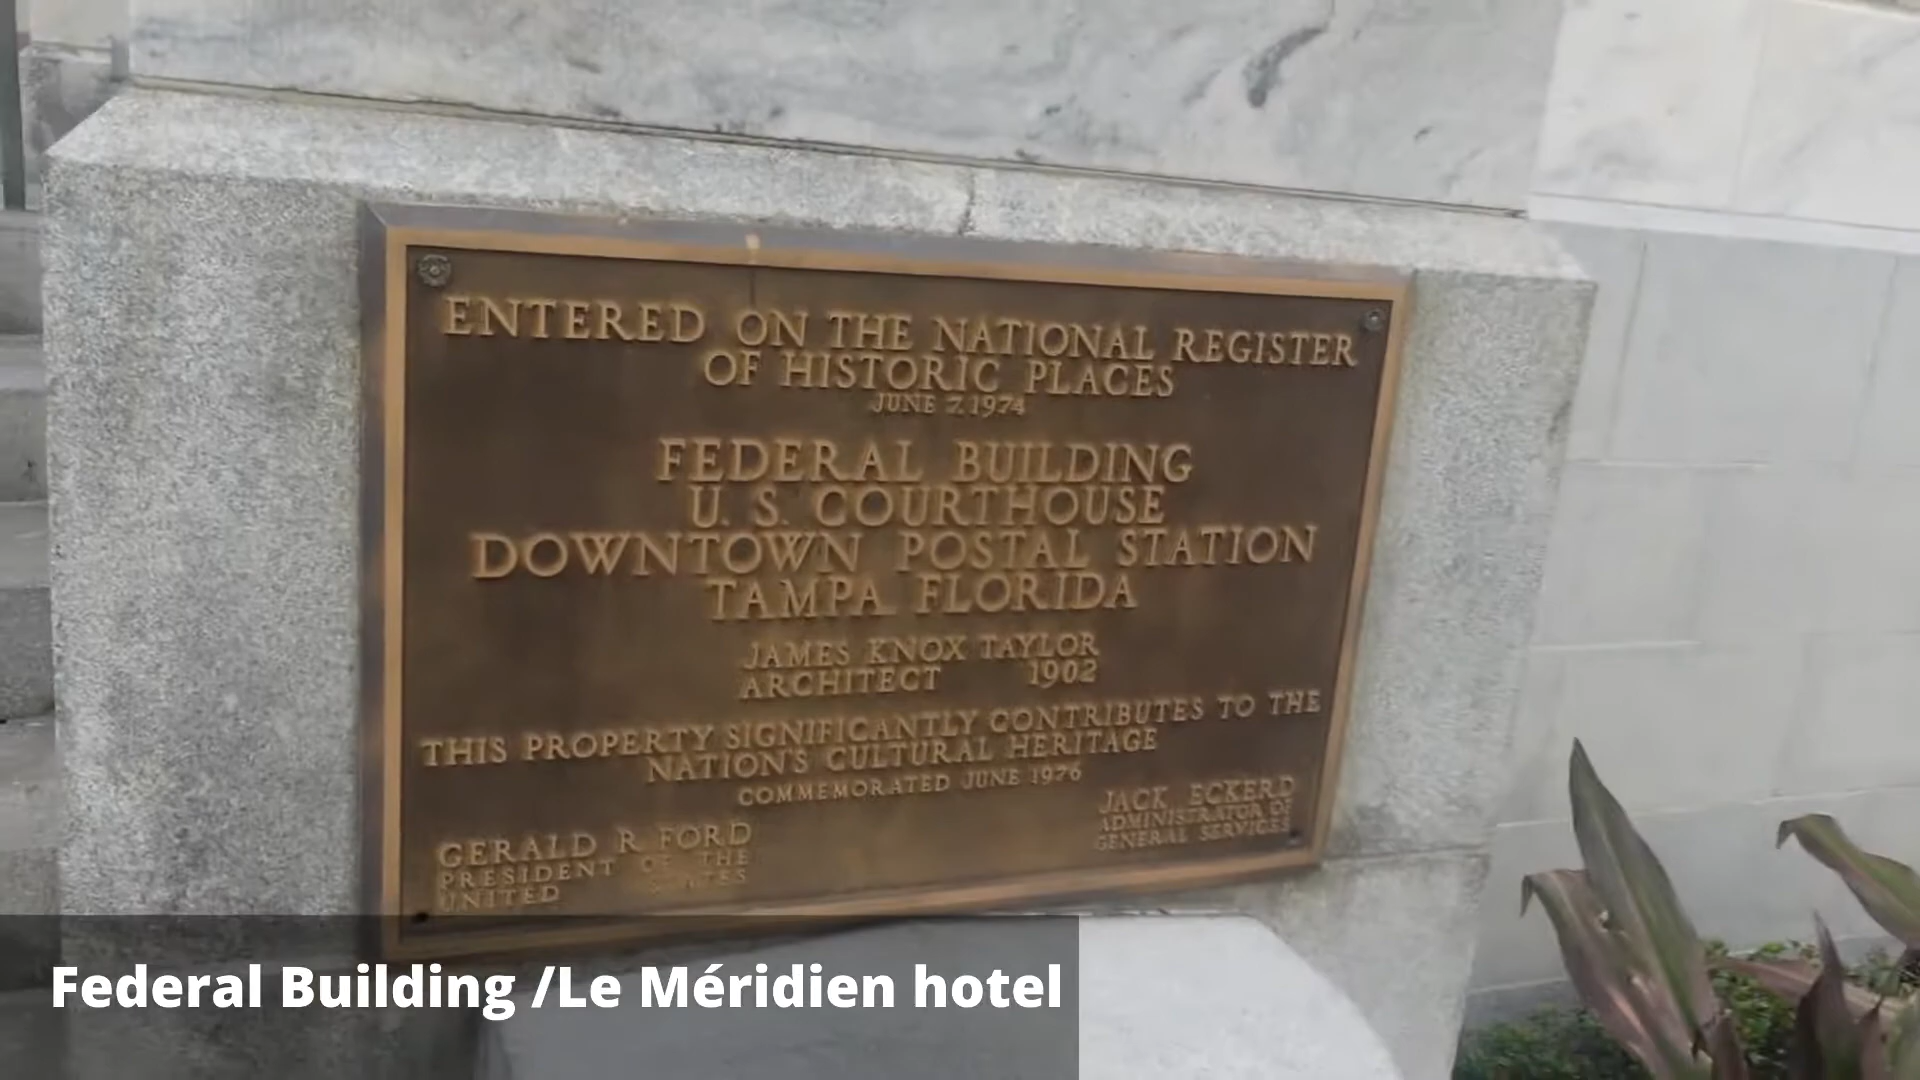 ENTERED ON THE NATIONAL REGISTER
OF HISTORIC PLACES
JUNE 7, 1974
FEDERAL BUILDING
U. S. COURTHOUSE
DOWNTOWN POSTAL STATION
TAMPA, FLORIDA
JAMES KNOX TAYLOR
ARCHITECT 1902
THIS PROPERTY SIGNIFICANTLY CONTRIBUTES TO THE
NATION'S CULTURAL HERITAGE
COMMEMORATED JUNE 1976
GERALD R. FORD
PRESIDENT OF THE
UNITED STATES
JACK ECKERD
ADMINISTRATOR OF
GENERAL SERVICES
Federal Building /Le Méridien hotel